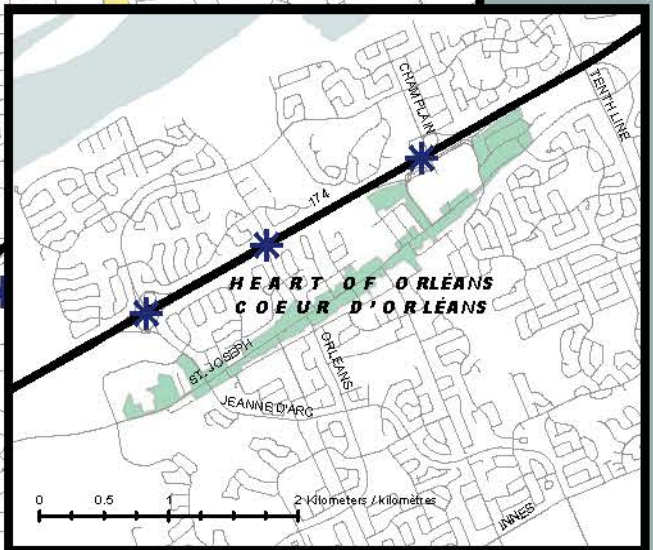 CHAMPLAIN
TENTH LINE
174
HEART OF ORLÉANS
COEUR D'ORLÉANS
ST. JOSEPH
ORLEANS
JEANNE D'ARC
0 0.5 1 2 Kilometers / kilomètres
INNES